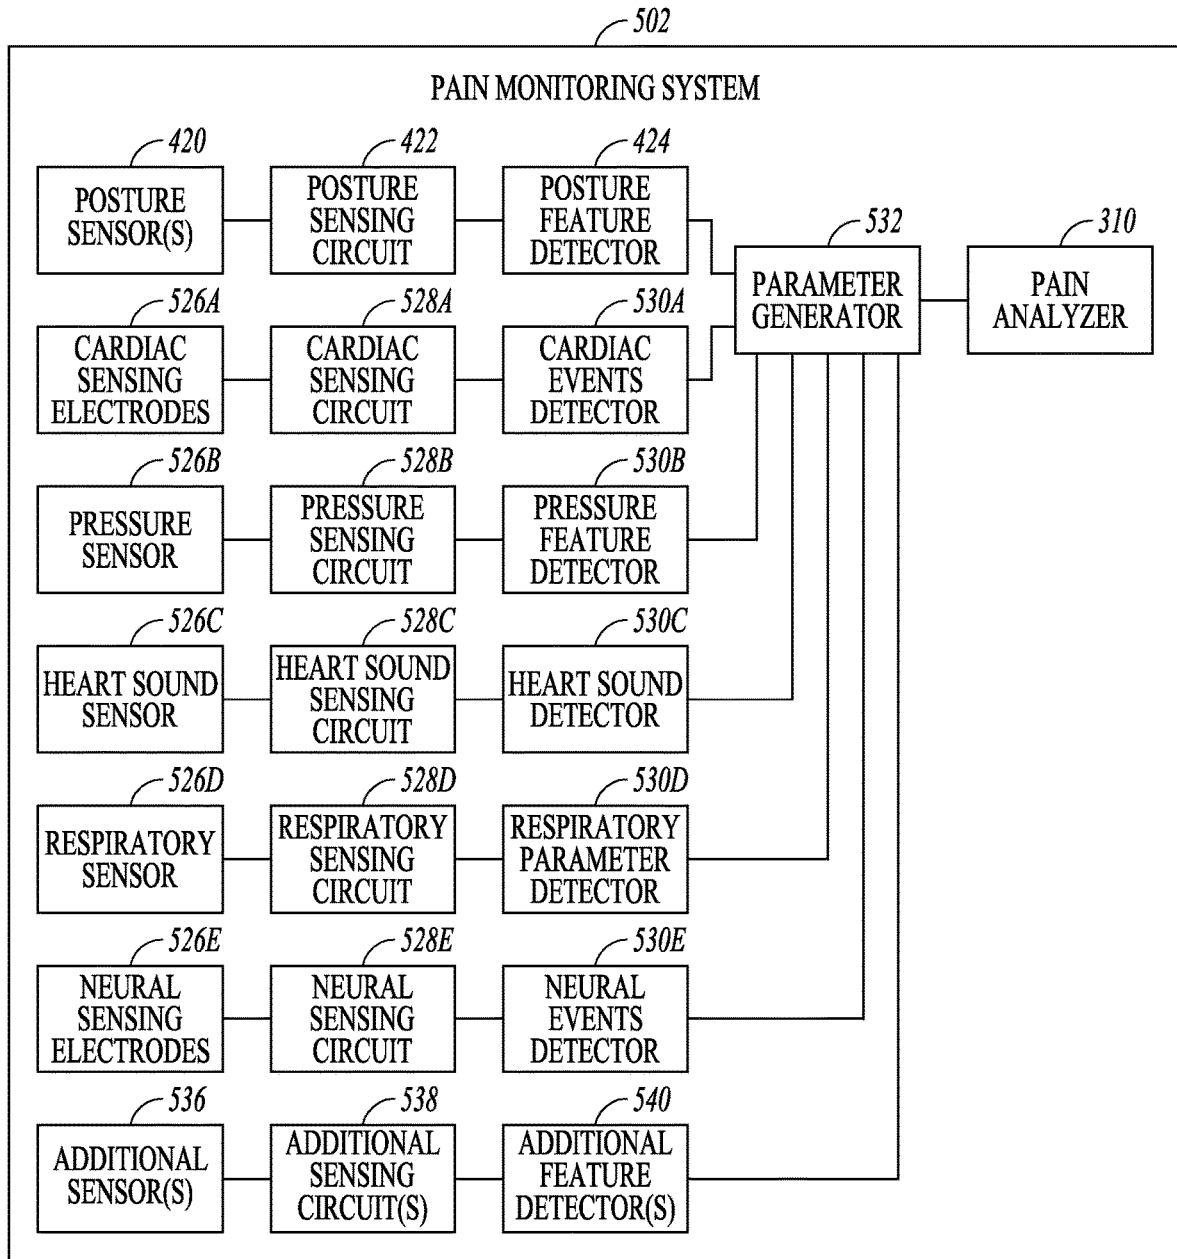 502
PAIN MONITORING SYSTEM
420
POSTURE
SENSOR(S)
422
POSTURE
SENSING
CIRCUIT
424
POSTURE
FEATURE
DETECTOR
532
PARAMETER
GENERATOR
310
PAIN
ANALYZER
526A
CARDIAC
SENSING
ELECTRODES
528A
CARDIAC
SENSING
CIRCUIT
530A
CARDIAC
EVENTS
DETECTOR
526B
PRESSURE
SENSOR
528B
PRESSURE
SENSING
CIRCUIT
530B
PRESSURE
FEATURE
DETECTOR
526C
HEART SOUND
SENSOR
528C
HEART SOUND
SENSING
CIRCUIT
530C
HEART SOUND
DETECTOR
526D
RESPIRATORY
SENSOR
528D
RESPIRATORY
SENSING
CIRCUIT
530D
RESPIRATORY
PARAMETER
DETECTOR
526E
NEURAL
SENSING
ELECTRODES
528E
NEURAL
SENSING
CIRCUIT
530E
NEURAL
EVENTS
DETECTOR
536
ADDITIONAL
SENSOR(S)
538
ADDITIONAL
SENSING
CIRCUIT(S)
540
ADDITIONAL
FEATURE
DETECTOR(S)